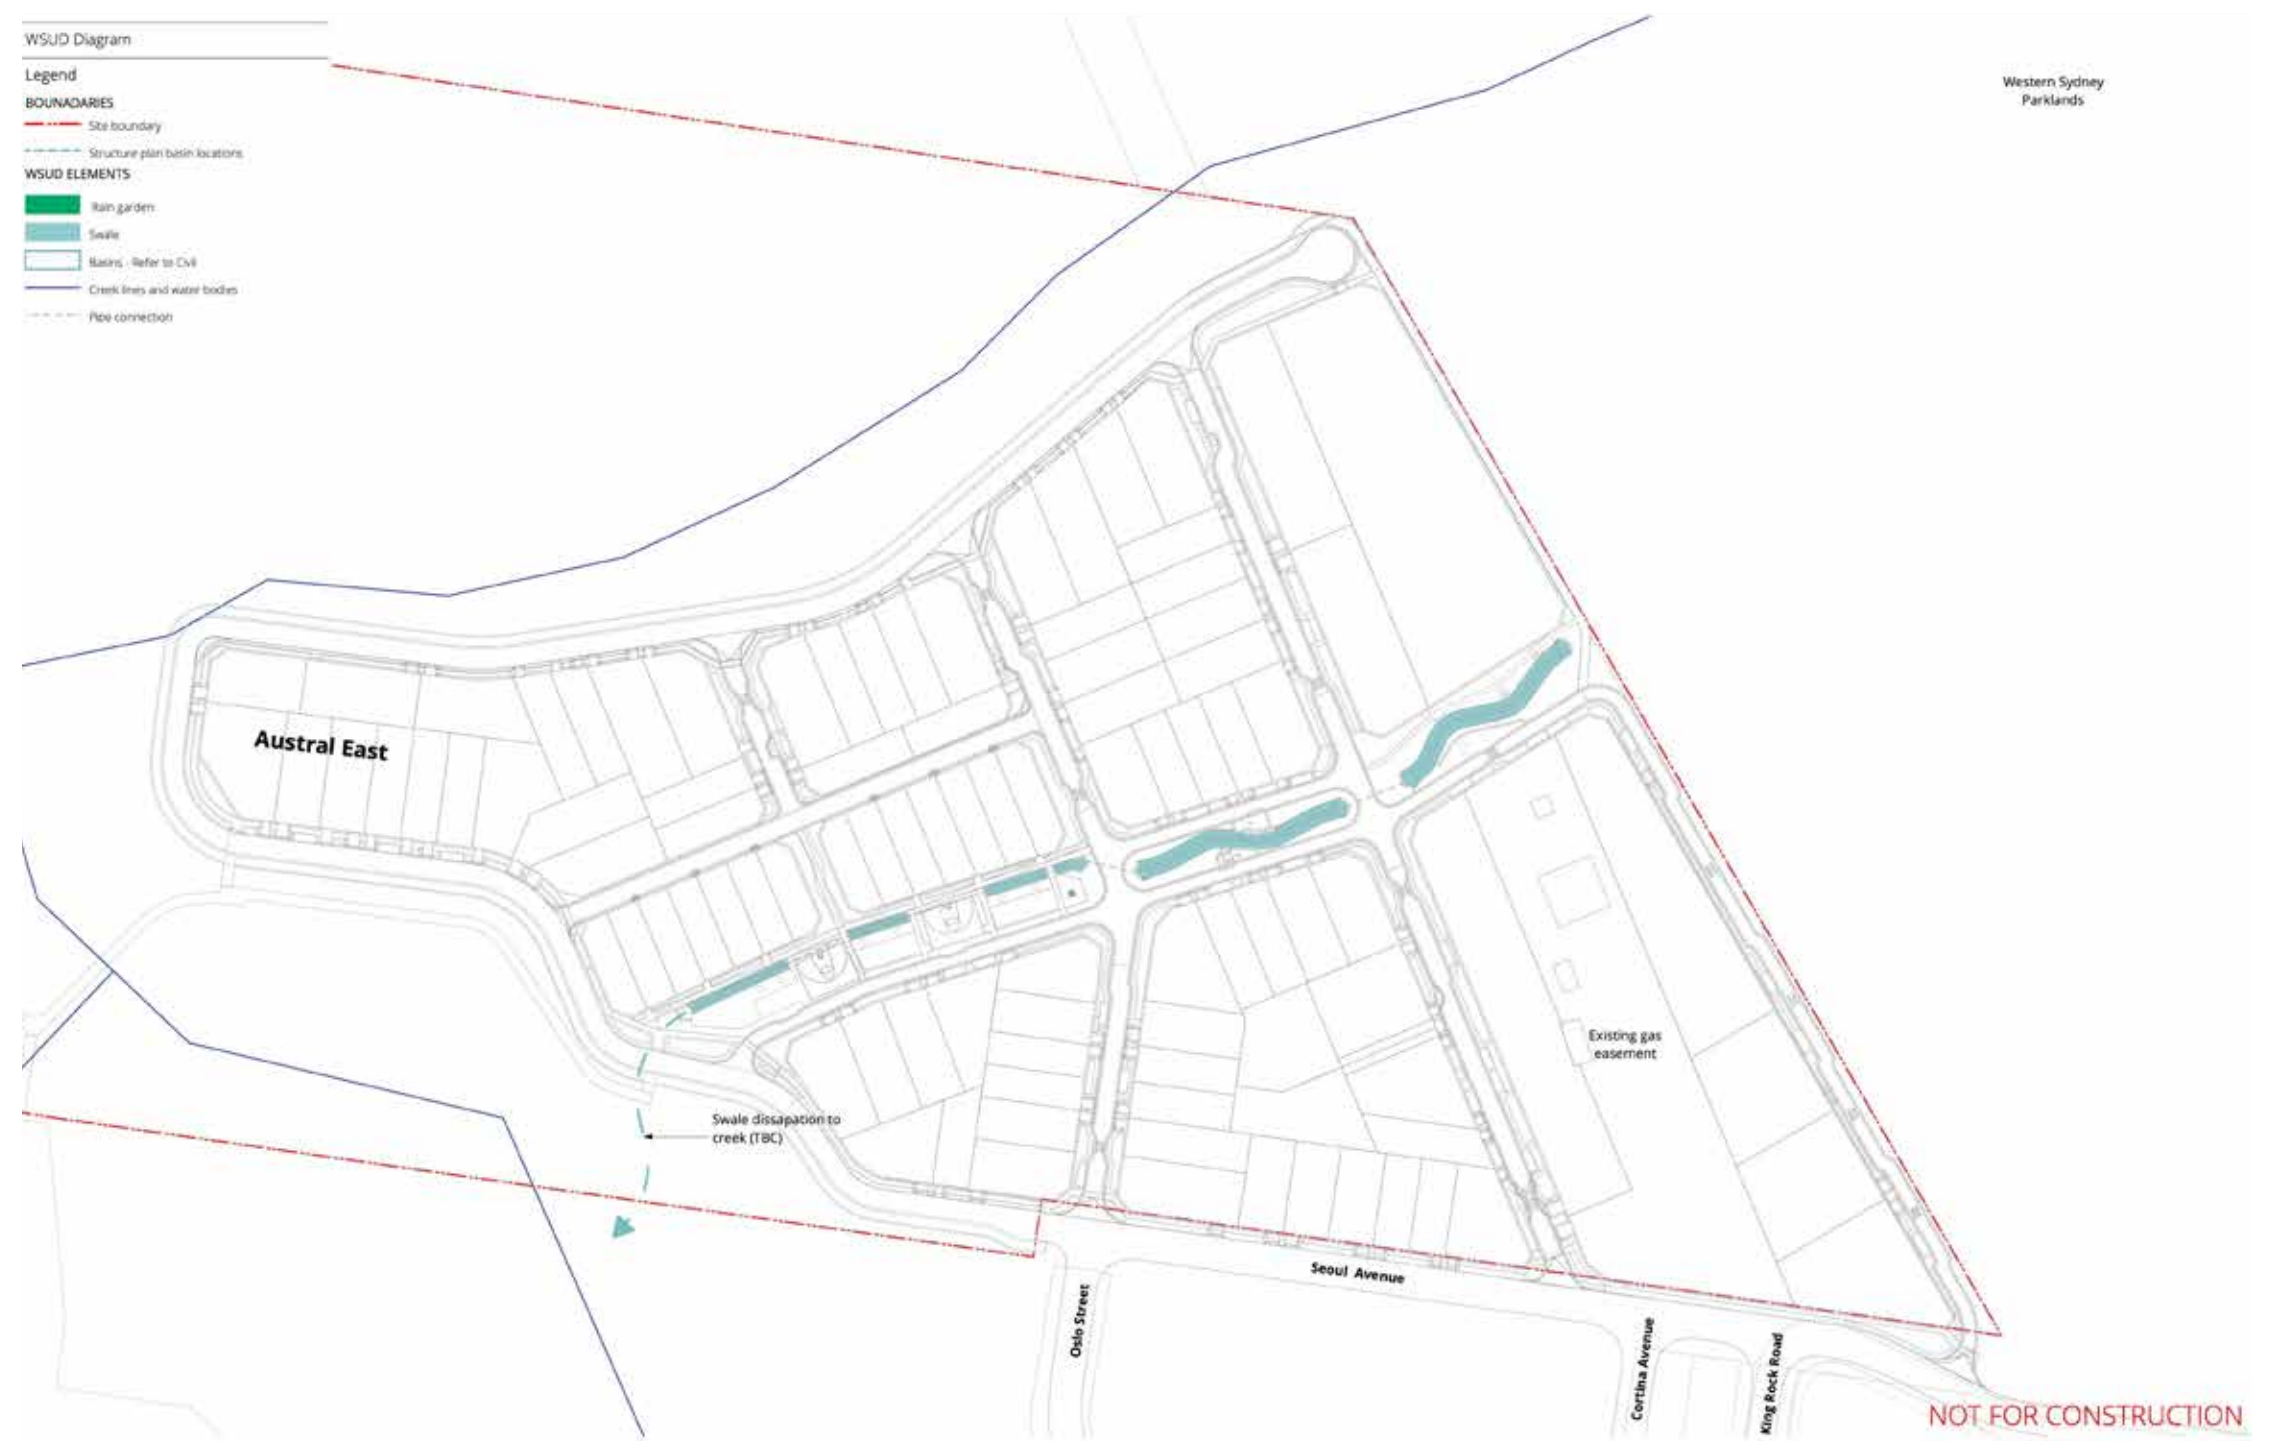 WSUD Diagram
Legend
BOUNADARIES
Site boundary
Structure plan basin locations
WSUD ELEMENTS
Rain garden
Swale
Basins - Refer to Civil
Creek lines and water bodies
Pipe connection
Western Sydney
Parklands
Austral East
Existing gas
easement
Swale dissapation to
creek (TBC)
Seoul Avenue
Oslo Street
Cortina Avenue
King Rock Road
NOT FOR CONSTRUCTION